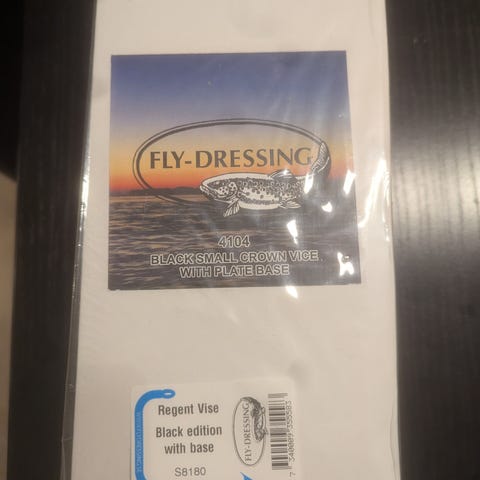 FLY-DRESSING
4104
BLACK SMALL CROWN VICE
WITH PLATE BASE
Regent Vise
Black edition
with base
S8180
FLY-DRESSING